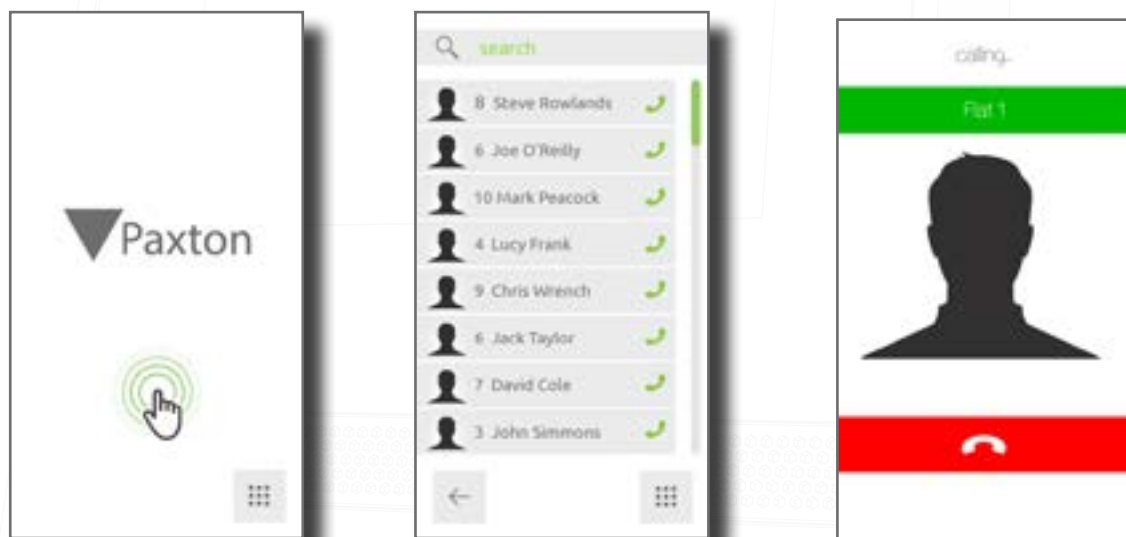 Paxton
search
8 Steve Rowlands
6 Joe O'Reilly
10 Mark Peacock
4 Lucy Frank
9 Chris Wrench
6 Jack Taylor
7 David Cole
3 John Simmons
calling..
Flat 1